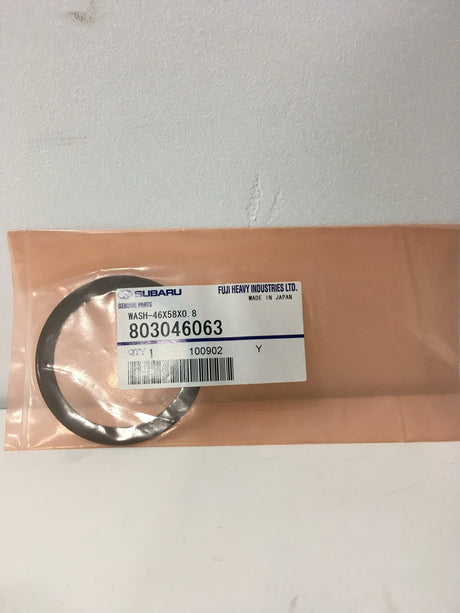 SUBARU FUJI HEAVY INDUSTRIES LTD.
GENUINE PARTS MADE IN JAPAN
WASH-46X58X0.8
803046063
QTY 1 100902 Y